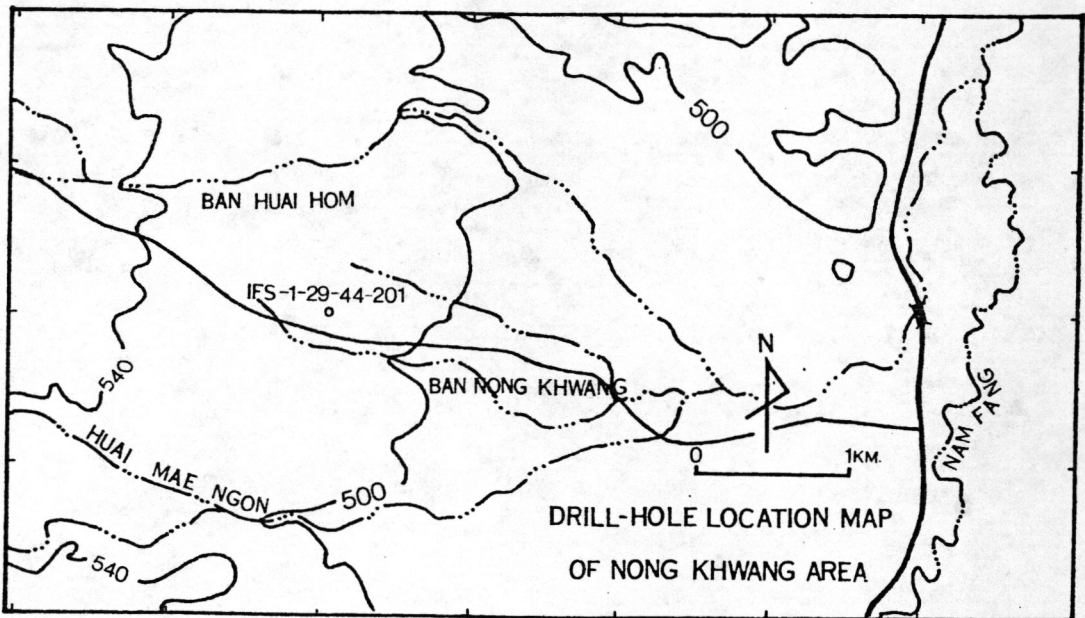 500
BAN HUAI HOM
IFS-1-29-44-201
N
540
BAN NONG KHWANG
NAM FANG
HUAI MAE NGON
0 1KM.
500
DRILL-HOLE LOCATION MAP
OF NONG KHWANG AREA
540